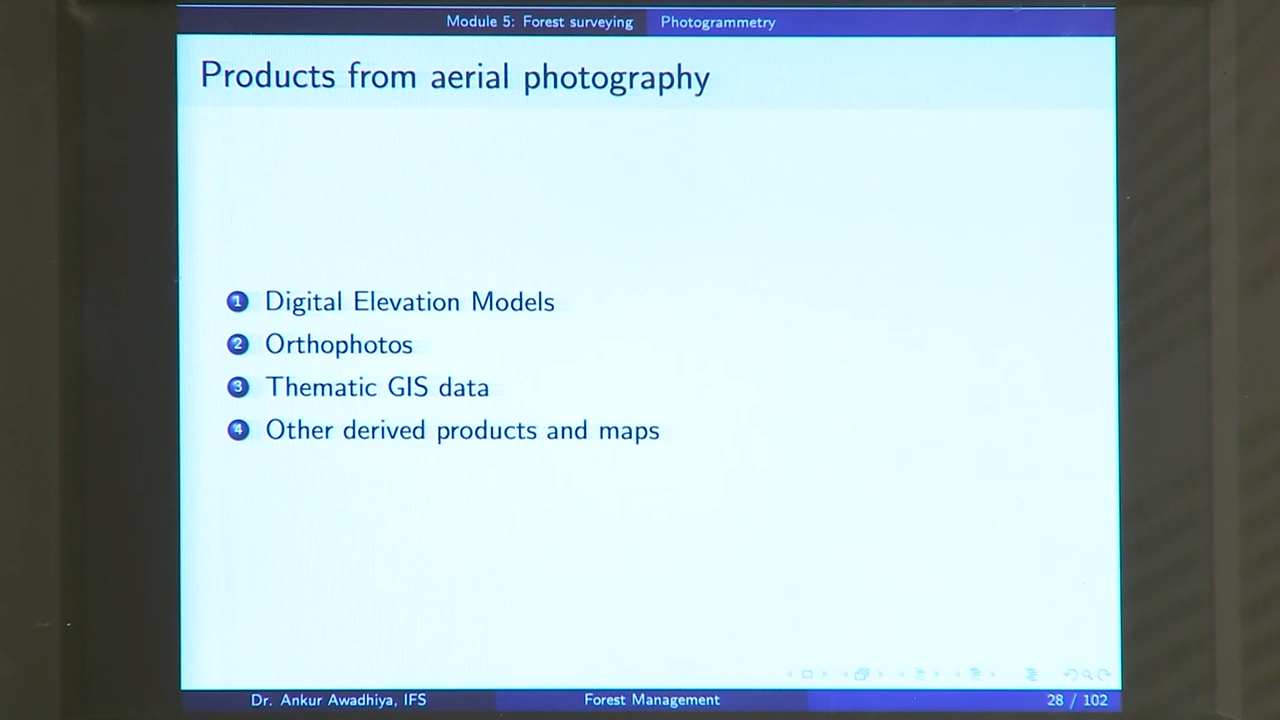 Module 5: Forest surveying Photogrammetry
Products from aerial photography
1 Digital Elevation Models
2 Orthophotos
3 Thematic GIS data
4 Other derived products and maps
Dr. Ankur Awadhiya, IFS Forest Management 28 / 102